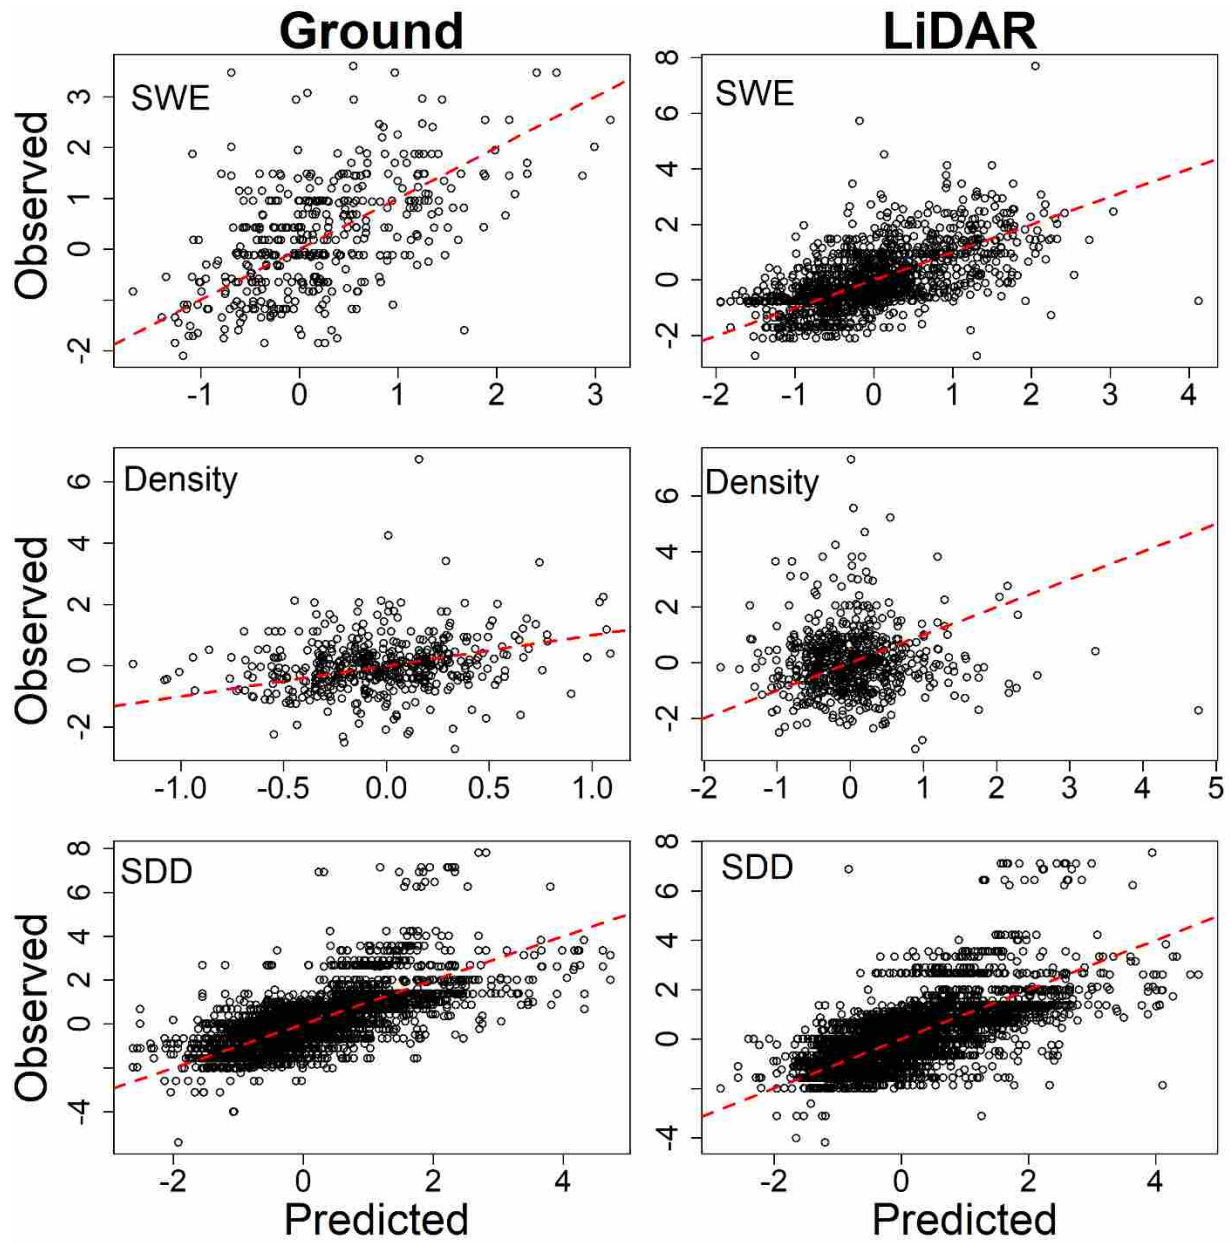 Ground LiDAR
SWE
SWE
Observed
-2 0 1 2 3
-1 0 1 2 3
-2 0 2 4 6 8
-2 -1 0 1 2 3 4
Density
Density
Observed
-2 0 2 4 6
-1.0 -0.5 0.0 0.5 1.0
-2 0 2 4 6
-2 -1 0 1 2 3 4 5
SDD
SDD
Observed
-4 0 2 4 6 8
-2 0 2 4
-4 0 2 4 6 8
-2 0 2 4
Predicted Predicted